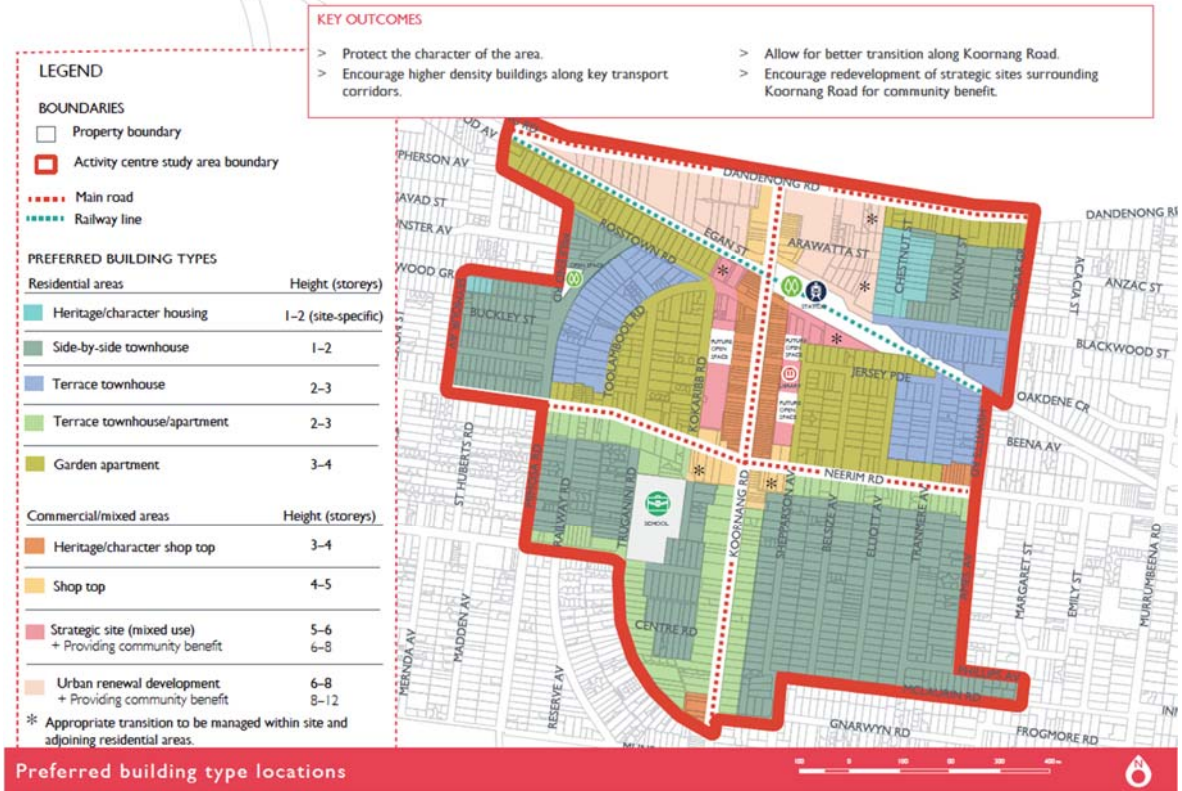 KEY OUTCOMES
> Protect the character of the area.
> Encourage higher density buildings along key transport
corridors.
> Allow for better transition along Koornang Road.
> Encourage redevelopment of strategic sites surrounding
Koornang Road for community benefit.
LEGEND
BOUNDARIES
Property boundary
Activity centre study area boundary
Main road
Railway line
PREFERRED BUILDING TYPES
Residential areas Height (storeys)
Heritage/character housing 1–2 (site-specific)
Side-by-side townhouse 1–2
Terrace townhouse 2–3
Terrace townhouse/apartment 2–3
Garden apartment 3–4
Commercial/mixed areas Height (storeys)
Heritage/character shop top 3–4
Shop top 4–5
Strategic site (mixed use) 5–6
+ Providing community benefit 6–8
Urban renewal development 6–8
+ Providing community benefit 8–12
* Appropriate transition to be managed within site and
adjoining residential areas.
DANDENONG RD
DANDENONG
ROSSTOWN RD
EGAN ST
ARAWATTA ST
CHESTNUT ST
WALNUT ST
ACACIA ST
ANZAC ST
BLACKWOOD ST
OAKDENE CR
BEENA AV
BUCKLEY ST
TOOLAMBOOL RD
KOKARIBB RD
FUTURE
OPEN
SPACE
STATION
FUTURE
OPEN
SPACE
LIBRARY
FUTURE
OPEN
SPACE
JERSEY PDE
NEERIM RD
ST HUBERTS RD
RAILWAY RD
TRUGANINI RD
SCHOOL
KOORNANG RD
SHEPPARSON AV
BELSIZE AV
ELLIOTT AV
TRANMERE AV
MARGARET ST
EMILY ST
MURRUMBEENA RD
MERNDA AV
MADDEN AV
RESERVE AV
CENTRE RD
PHILLIPS AV
MCLAURIN RD
GNARWYN RD
FROGMORE RD
Preferred building type locations
N